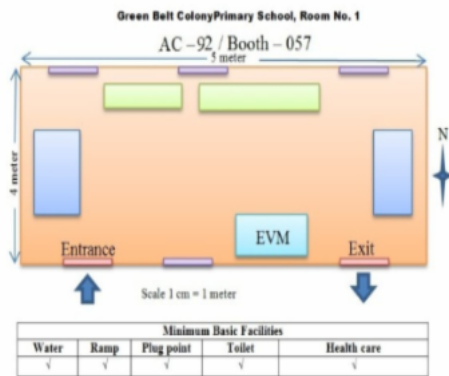 Green Belt ColonyPrimary School, Room No. 1
AC –92 / Booth – 057
5 meter
4 meter
N
EVM
Entrance
Exit
Scale 1 cm = 1 meter
Minimum Basic Facilities
Water Ramp Plug point Toilet Health care
√ √ √ √ √